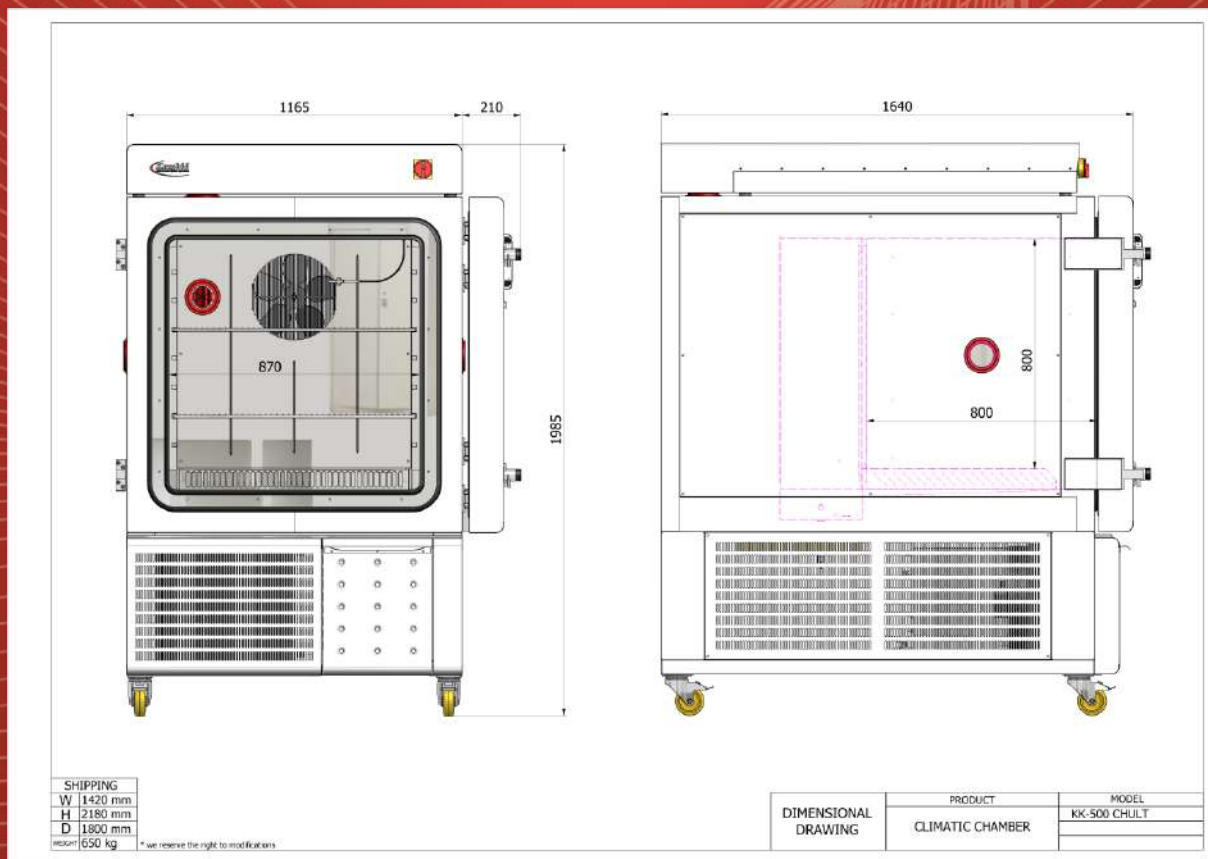 1165
210
1640
870
1985
800
800
SHIPPING
W 1420 mm
H 2180 mm
D 1800 mm
WEIGHT 650 kg
* we reserve the right to modifications
DIMENSIONAL
DRAWING
PRODUCT
CLIMATIC CHAMBER
MODEL
KK-500 CHULT